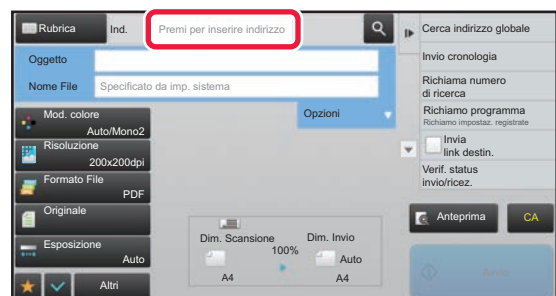 Rubrica
Ind.
Premi per inserire indirizzo
Oggetto
Nome File
Specificato da imp. sistema
Opzioni
Mod. colore
Auto/Mono2
Risoluzione
200x200dpi
Formato File
PDF
Originale
Esposizione
Auto
Altri
Dim. Scansione
100%
Dim. Invio
Auto
A4
A4
Cerca indirizzo globale
Invio cronologia
Richiama numero
di ricerca
Richiamo programma
Richiamo impostaz. registrate
Invia
link destin.
Verif. status
invio/ricez.
Anteprima
CA